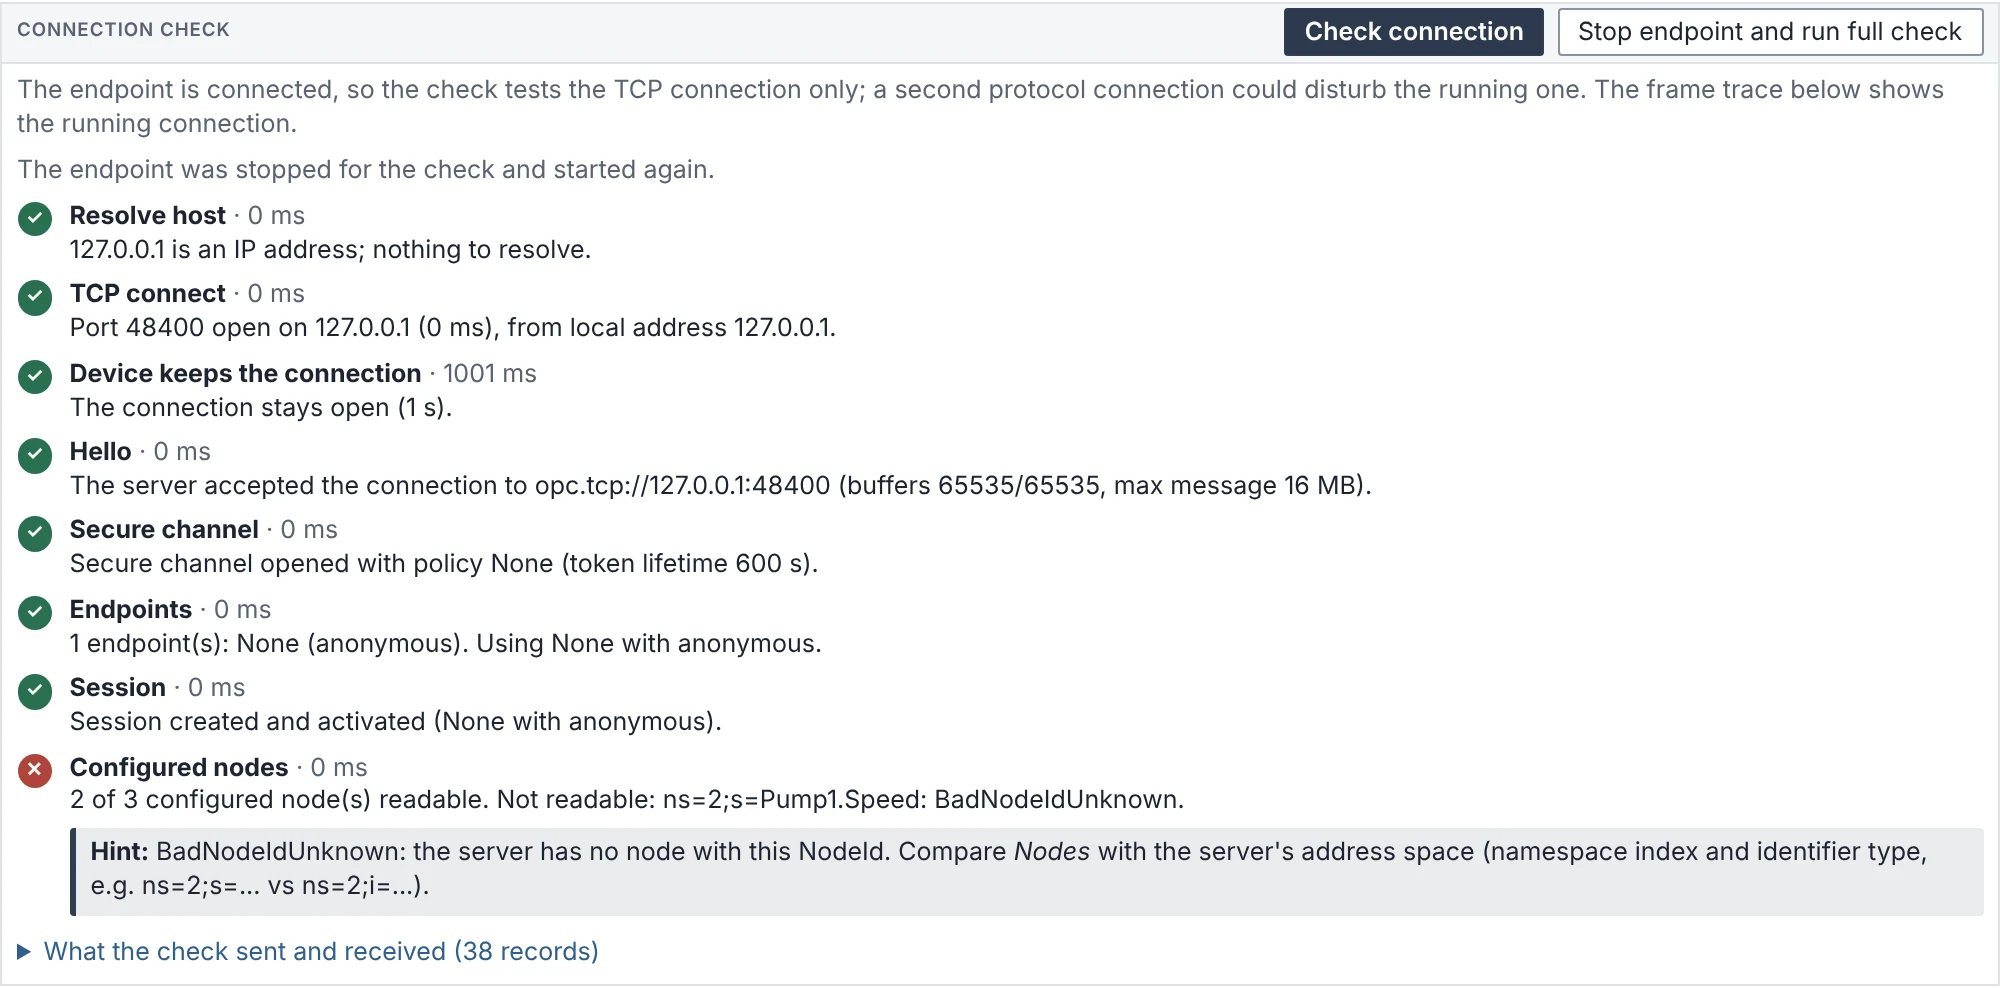 CONNECTION CHECK
Check connection
Stop endpoint and run full check
The endpoint is connected, so the check tests the TCP connection only; a second protocol connection could disturb the running one. The frame trace below shows
the running connection.
The endpoint was stopped for the check and started again.
Resolve host · 0 ms
127.0.0.1 is an IP address; nothing to resolve.
TCP connect · 0 ms
Port 48400 open on 127.0.0.1 (0 ms), from local address 127.0.0.1.
Device keeps the connection · 1001 ms
The connection stays open (1 s).
Hello · 0 ms
The server accepted the connection to opc.tcp://127.0.0.1:48400 (buffers 65535/65535, max message 16 MB).
Secure channel · 0 ms
Secure channel opened with policy None (token lifetime 600 s).
Endpoints · 0 ms
1 endpoint(s): None (anonymous). Using None with anonymous.
Session · 0 ms
Session created and activated (None with anonymous).
Configured nodes · 0 ms
2 of 3 configured node(s) readable. Not readable: ns=2;s=Pump1.Speed: BadNodeIdUnknown.
Hint: BadNodeIdUnknown: the server has no node with this NodeId. Compare Nodes with the server's address space (namespace index and identifier type,
e.g. ns=2;s=... vs ns=2;i=...).
What the check sent and received (38 records)